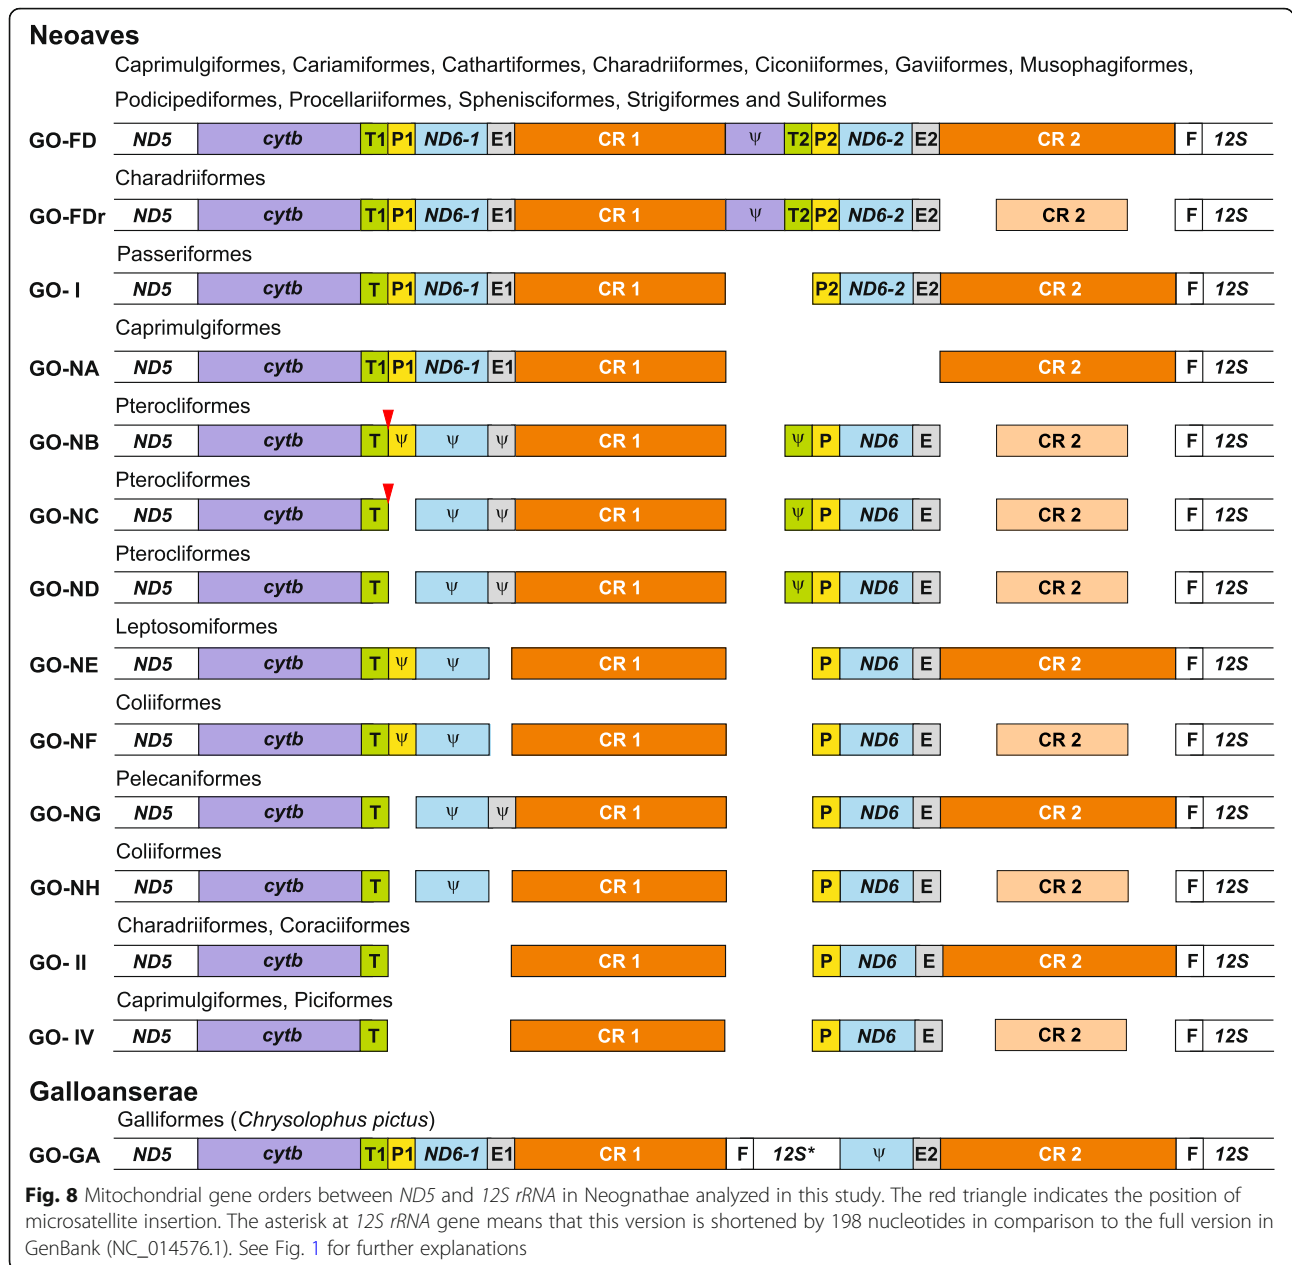 Neoaves
Caprimulgiformes, Cariamiformes, Cathartiformes, Charadriiformes, Ciconiiformes, Gaviiformes, Musophagiformes,
Podicipediformes, Procellariiformes, Sphenisciformes, Strigiformes and Suliformes
GO-FD ND5 cytb T1 P1 ND6-1 E1 CR 1 ψ T2 P2 ND6-2 E2 CR 2 F 12S
Charadriiformes
GO-FDr ND5 cytb T1 P1 ND6-1 E1 CR 1 ψ T2 P2 ND6-2 E2 CR 2 F 12S
Passeriformes
GO- I ND5 cytb T P1 ND6-1 E1 CR 1 P2 ND6-2 E2 CR 2 F 12S
Caprimulgiformes
GO-NA ND5 cytb T1 P1 ND6-1 E1 CR 1 CR 2 F 12S
Pterocliformes
GO-NB ND5 cytb T ψ ψ ψ CR 1 ψ P ND6 E CR 2 F 12S
Pterocliformes
GO-NC ND5 cytb T ψ ψ CR 1 ψ P ND6 E CR 2 F 12S
Pterocliformes
GO-ND ND5 cytb T ψ ψ CR 1 ψ P ND6 E CR 2 F 12S
Leptosomiformes
GO-NE ND5 cytb T ψ ψ CR 1 P ND6 E CR 2 F 12S
Coliiformes
GO-NF ND5 cytb T ψ ψ CR 1 P ND6 E CR 2 F 12S
Pelecaniformes
GO-NG ND5 cytb T ψ ψ CR 1 P ND6 E CR 2 F 12S
Coliiformes
GO-NH ND5 cytb T ψ CR 1 P ND6 E CR 2 F 12S
Charadriiformes, Coraciiformes
GO- II ND5 cytb T CR 1 P ND6 E CR 2 F 12S
Caprimulgiformes, Piciformes
GO- IV ND5 cytb T CR 1 P ND6 E CR 2 F 12S
Galloanserae
Galliformes (Chrysolophus pictus)
GO-GA ND5 cytb T1 P1 ND6-1 E1 CR 1 F 12S* ψ E2 CR 2 F 12S
Fig. 8 Mitochondrial gene orders between ND5 and 12S rRNA in Neognathae analyzed in this study. The red triangle indicates the position of
microsatellite insertion. The asterisk at 12S rRNA gene means that this version is shortened by 198 nucleotides in comparison to the full version in
GenBank (NC_014576.1). See Fig. 1 for further explanations